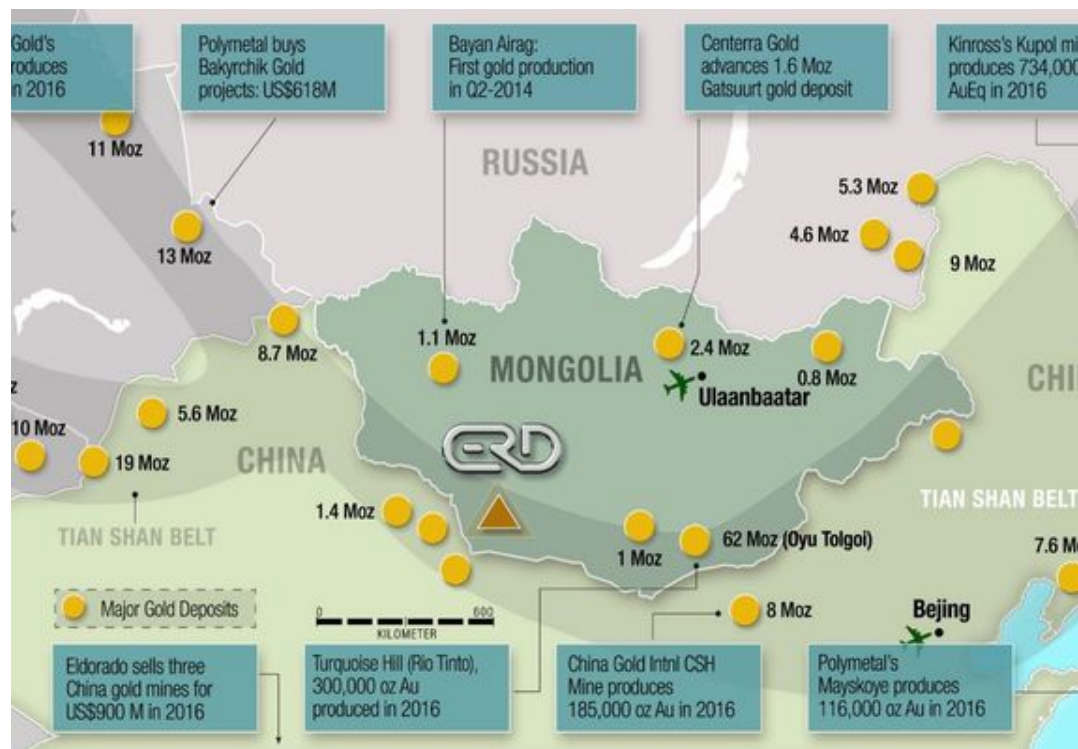 Gold's
roduces
in 2016
Polymetal buys
Bakyrchik Gold
projects: US$618M
Bayan Airag:
First gold production
in Q2-2014
Centerra Gold
advances 1.6 Moz
Gatsuurt gold deposit
Kinross's Kupol mi
produces 734,000
AuEq in 2016
11 Moz
RUSSIA
5.3 Moz
4.6 Moz
9 Moz
13 Moz
8.7 Moz
1.1 Moz
MONGOLIA
2.4 Moz
0.8 Moz
Ulaanbaatar
CHI
z
10 Moz
5.6 Moz
19 Moz
CHINA
ERD
TIAN SHAN BELT
1.4 Moz
1 Moz
62 Moz (Oyu Tolgoi)
TIAN SHAN BELT
7.6 Mo
Major Gold Deposits
0 600
KILOMETER
8 Moz
Bejing
Eldorado sells three
China gold mines for
US$900 M in 2016
Turquoise Hill (Rio Tinto),
300,000 oz Au
produced in 2016
China Gold Intnl CSH
Mine produces
185,000 oz Au in 2016
Polymetal's
Mayskoye produces
116,000 oz Au in 2016